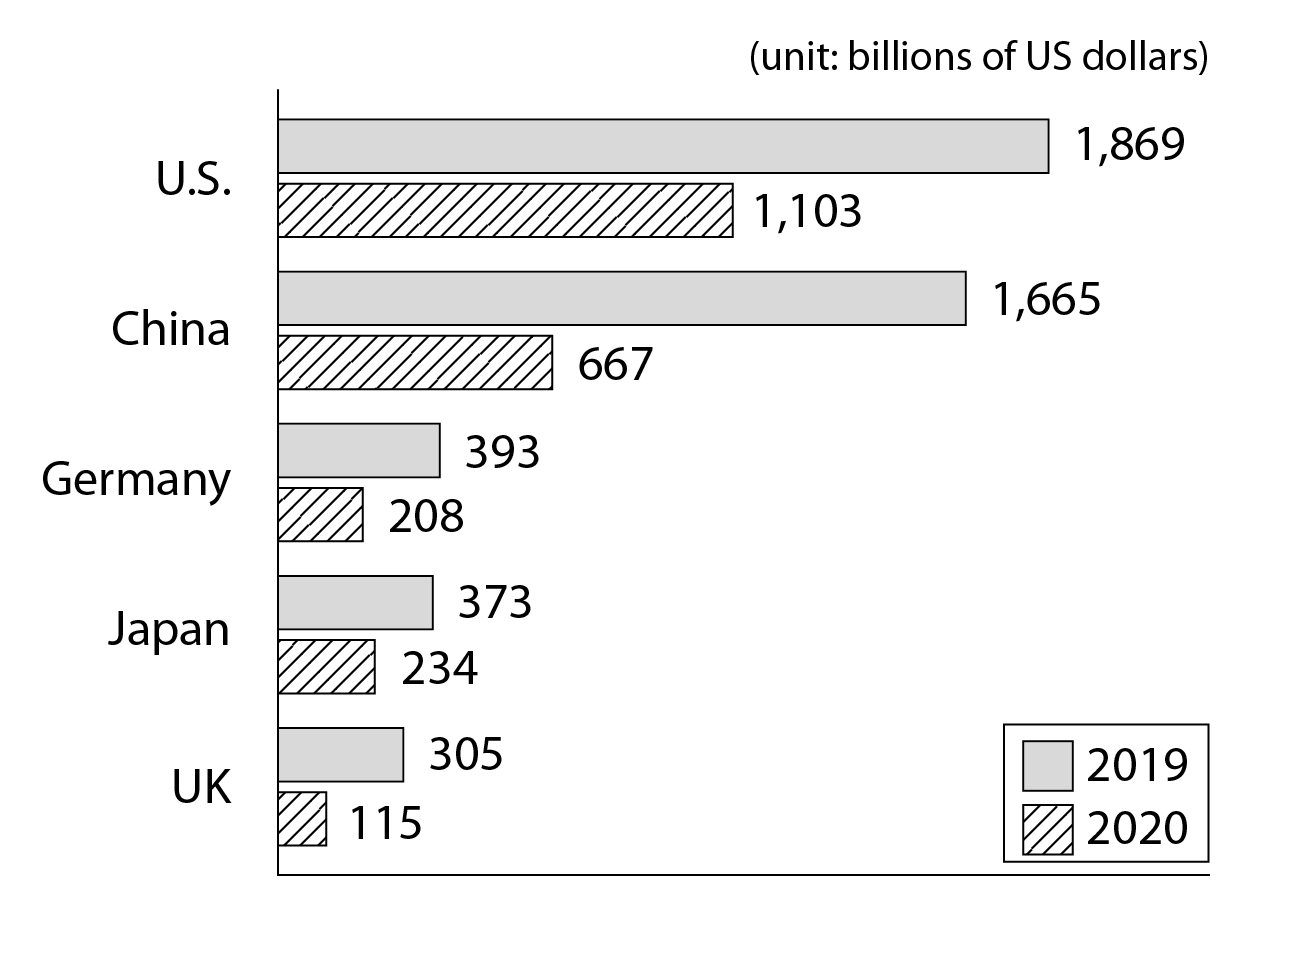 (unit: billions of US dollars)
U.S.
1,869
1,103
China
1,665
667
Germany
393
208
Japan
373
234
UK
305
115
2019
2020